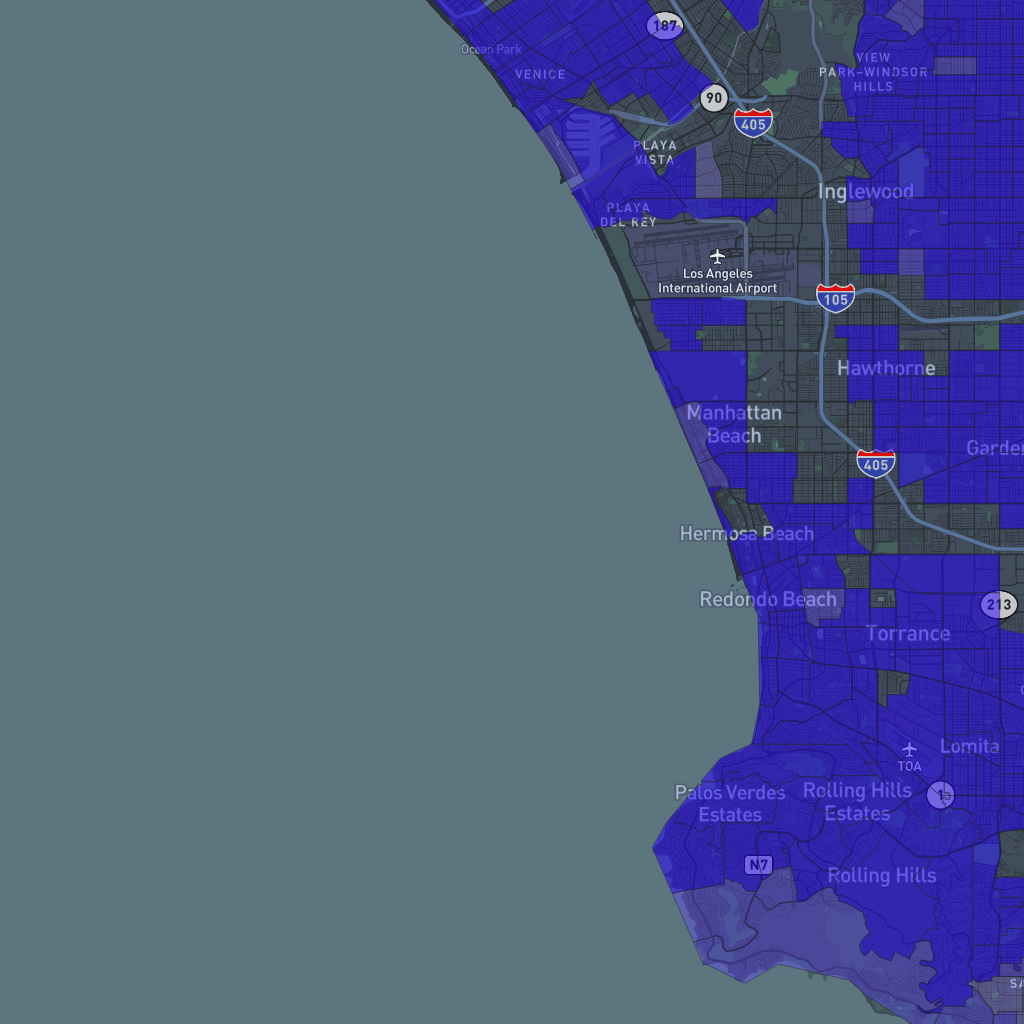 187
Ocean Park
VENICE
VIEW
PARK-WINDSOR
HILLS
90
405
PLAYA
VISTA
Inglewood
PLAYA
DEL REY
Los Angeles
International Airport
105
Hawthorne
Manhattan
Beach
Garden
405
Hermosa Beach
Redondo Beach
213
Torrance
Lomita
TOA
Palos Verdes
Estates
Rolling Hills
Estates
N7
Rolling Hills
SA